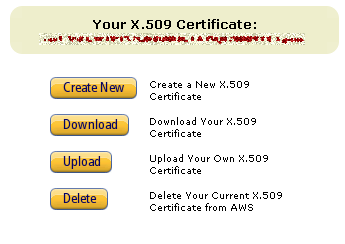 Your X.509 Certificate:
Create New
Create a New X.509
Certificate
Download
Download Your X.509
Certificate
Upload
Upload Your Own X.509
Certificate
Delete
Delete Your Current X.509
Certificate from AWS